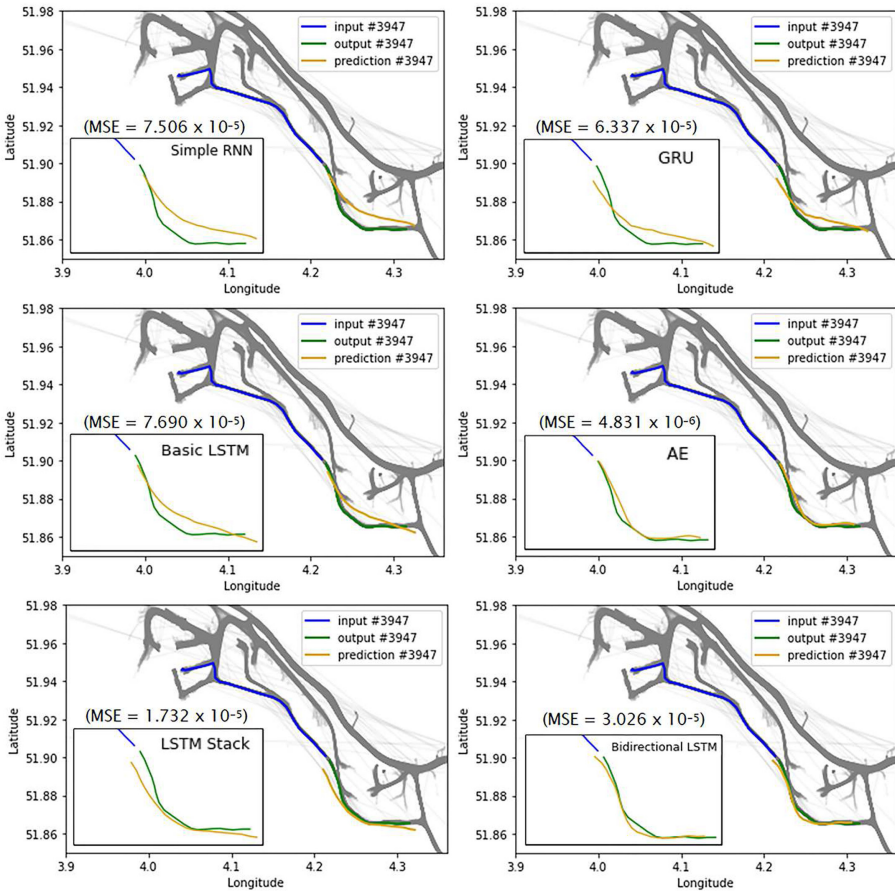 51.98
51.96
51.94
51.92
51.90
51.88
51.86
Latitude
input #3947
output #3947
prediction #3947
(MSE = 7.506 x 10⁻⁵)
Simple RNN
3.9 4.0 4.1 4.2 4.3
Longitude
51.98
51.96
51.94
51.92
51.90
51.88
51.86
Latitude
input #3947
output #3947
prediction #3947
(MSE = 6.337 x 10⁻⁵)
GRU
3.9 4.0 4.1 4.2 4.3
Longitude
51.98
51.96
51.94
51.92
51.90
51.88
51.86
Latitude
input #3947
output #3947
prediction #3947
(MSE = 7.690 x 10⁻⁵)
Basic LSTM
3.9 4.0 4.1 4.2 4.3
Longitude
51.98
51.96
51.94
51.92
51.90
51.88
51.86
Latitude
input #3947
output #3947
prediction #3947
(MSE = 4.831 x 10⁻⁶)
AE
3.9 4.0 4.1 4.2 4.3
Longitude
51.98
51.96
51.94
51.92
51.90
51.88
51.86
Latitude
input #3947
output #3947
prediction #3947
(MSE = 1.732 x 10⁻⁵)
LSTM Stack
3.9 4.0 4.1 4.2 4.3
Longitude
51.98
51.96
51.94
51.92
51.90
51.88
51.86
Latitude
input #3947
output #3947
prediction #3947
(MSE = 3.026 x 10⁻⁵)
Bidirectional LSTM
3.9 4.0 4.1 4.2 4.3
Longitude